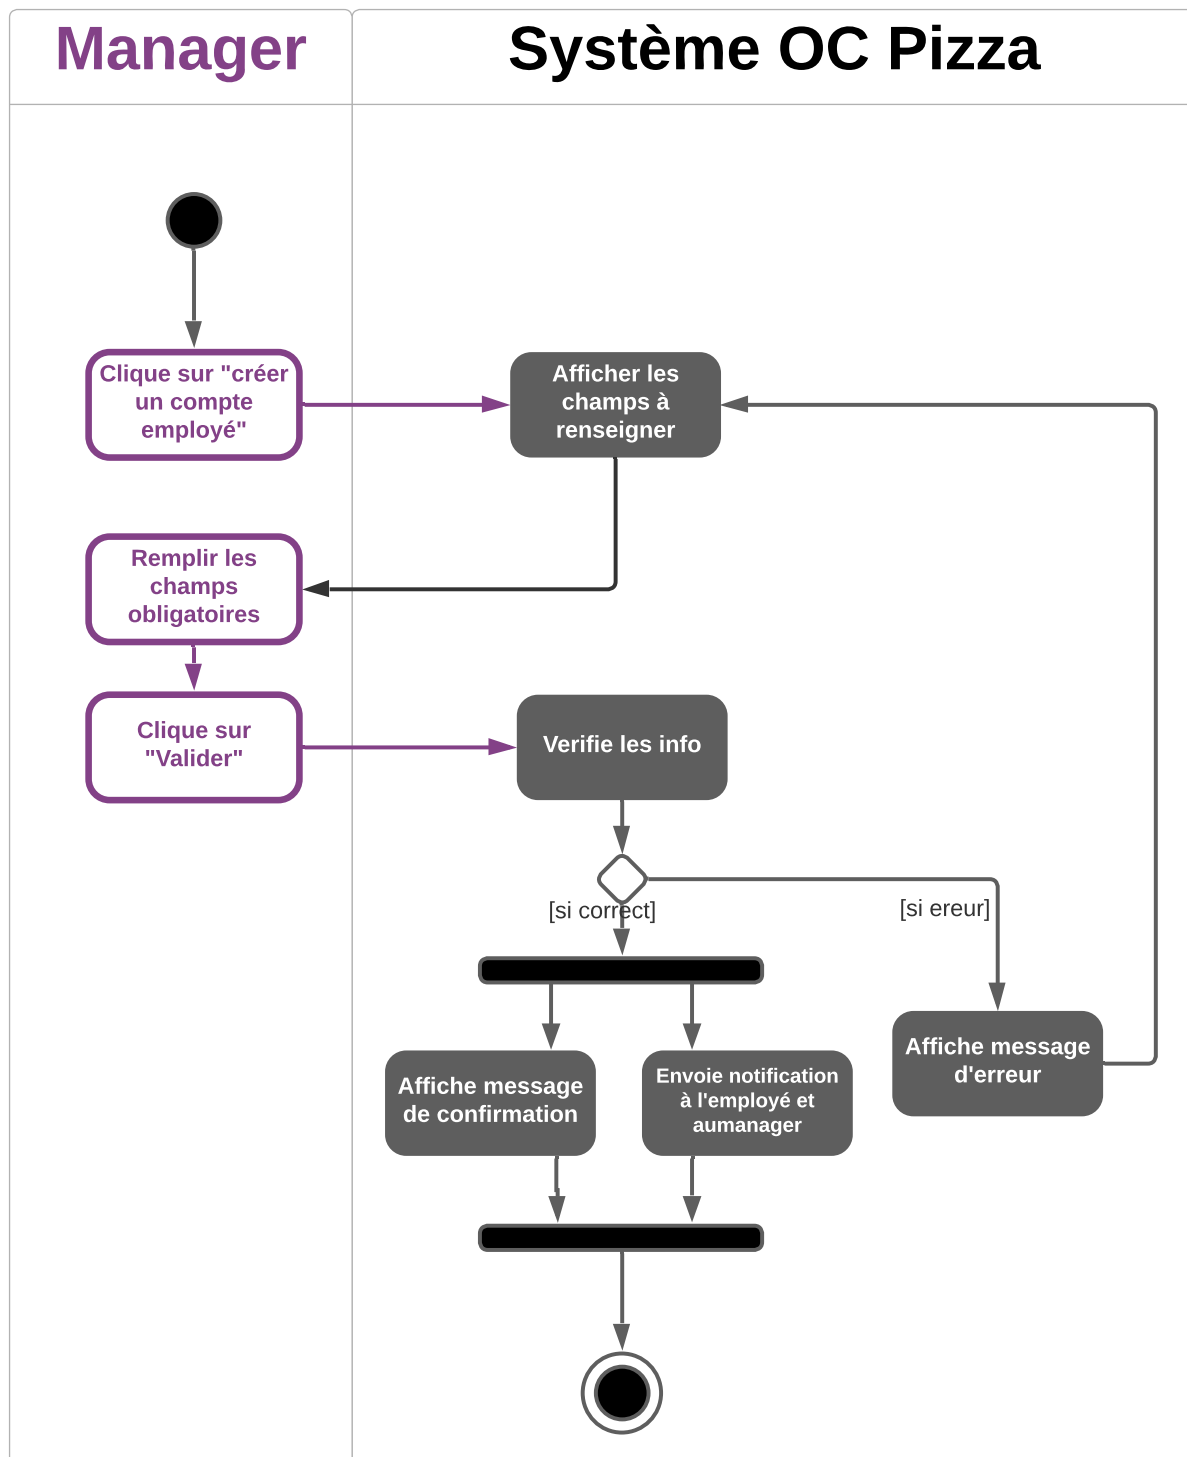 Manager
Système OC Pizza
Clique sur "créer
un compte
employé"
Afficher les
champs à
renseigner
Remplir les
champs
obligatoires
Clique sur
"Valider"
Verifie les info
[si correct]
[si ereur]
Affiche message
d'erreur
Affiche message
de confirmation
Envoie notification
à l'employé et
aumanager